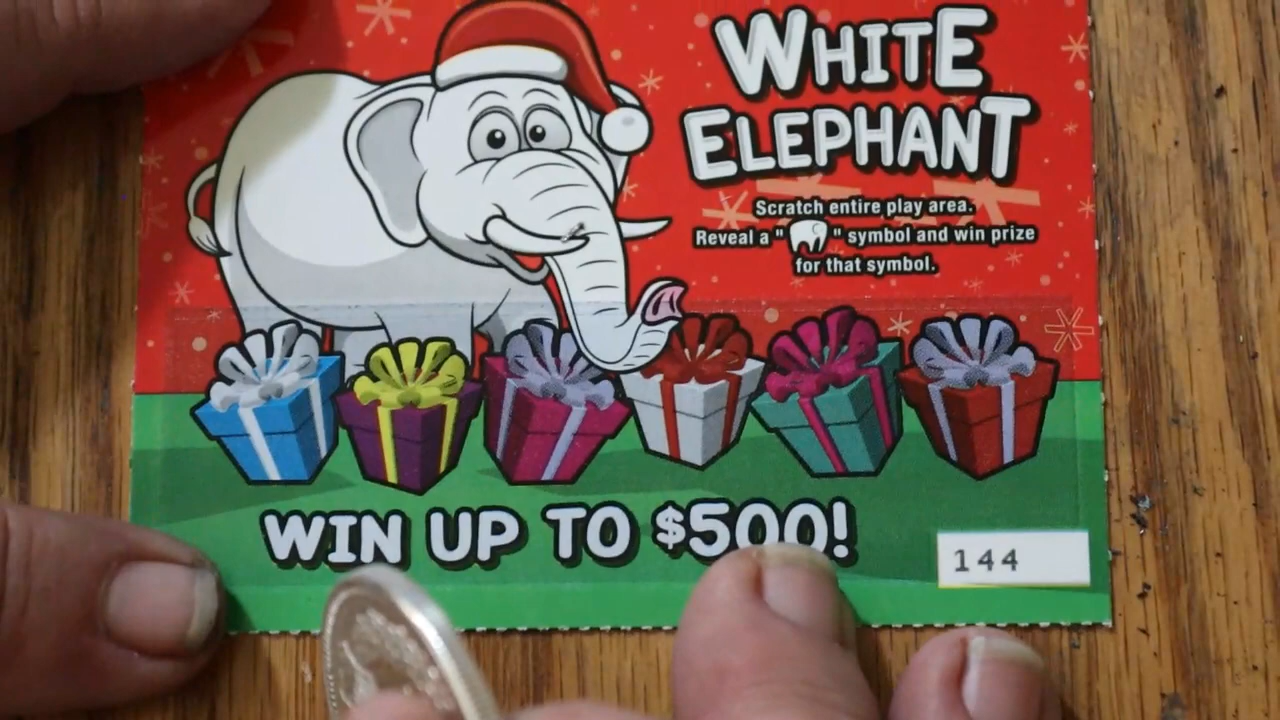 WHITE
ELEPHANT
Scratch entire play area.
Reveal a " " symbol and win prize
for that symbol.
WIN UP TO $500!
144